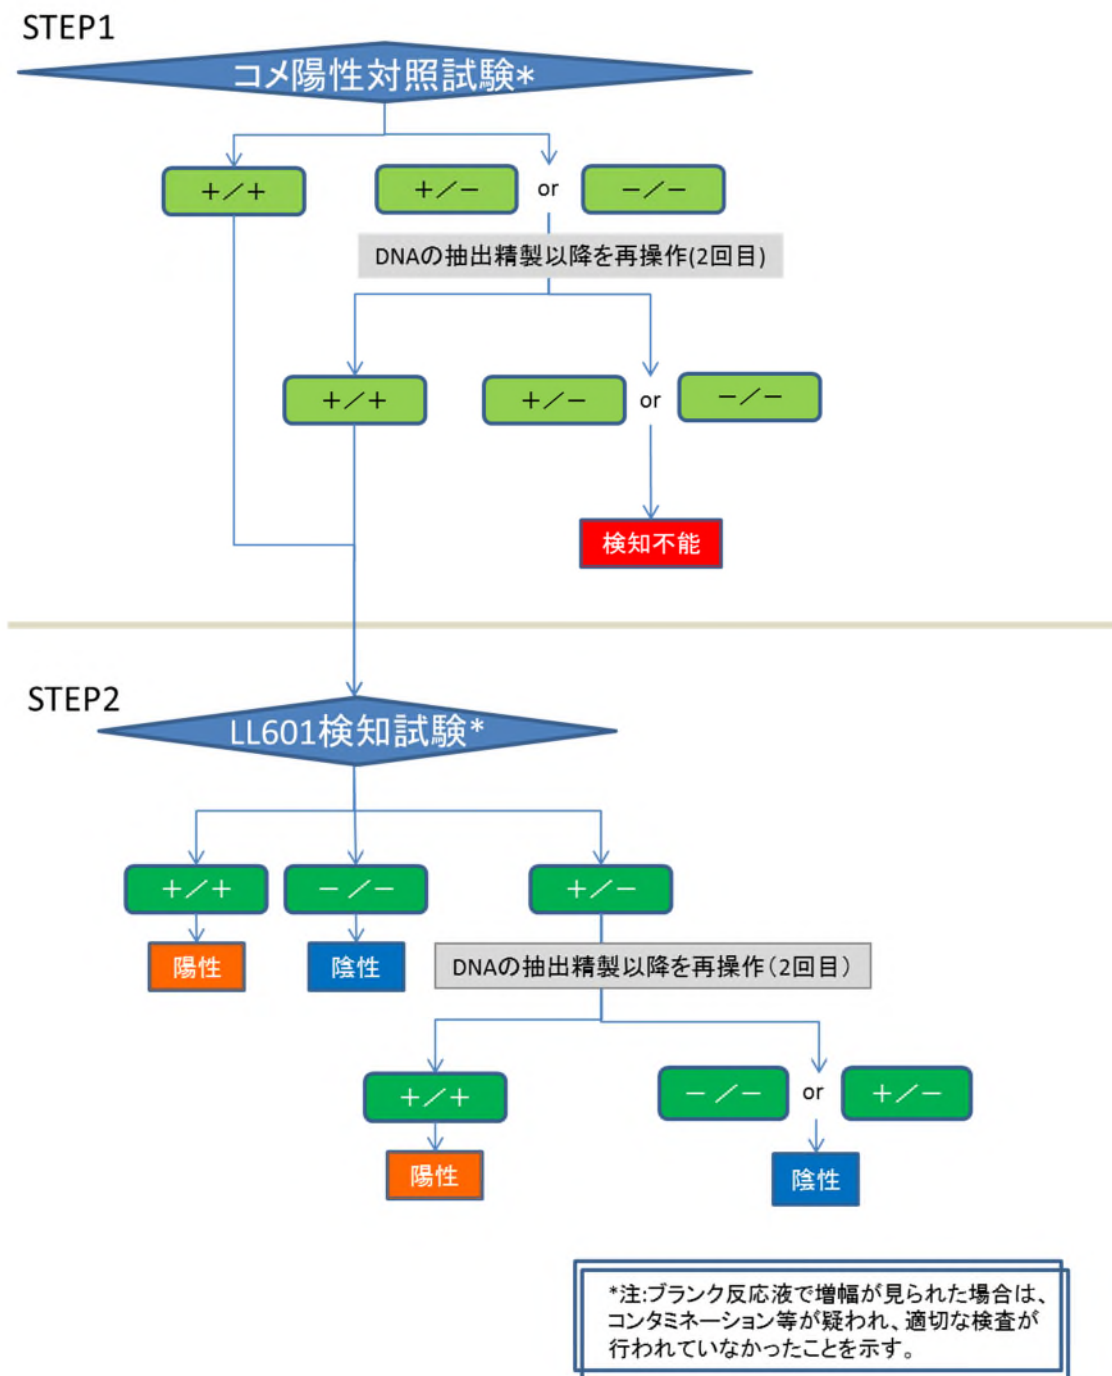 STEP1
コメ陽性対照試験*
+／+
+／－ or －／－
DNAの抽出精製以降を再操作(2回目)
+／+
+／－ or －／－
検知不能
STEP2
LL601検知試験*
+／+
－／－
+／－
陽性
陰性
DNAの抽出精製以降を再操作（2回目）
+／+
－／－ or +／－
陽性
陰性
*注:ブランク反応液で増幅が見られた場合は、
コンタミネーション等が疑われ、適切な検査が
行われていなかったことを示す。